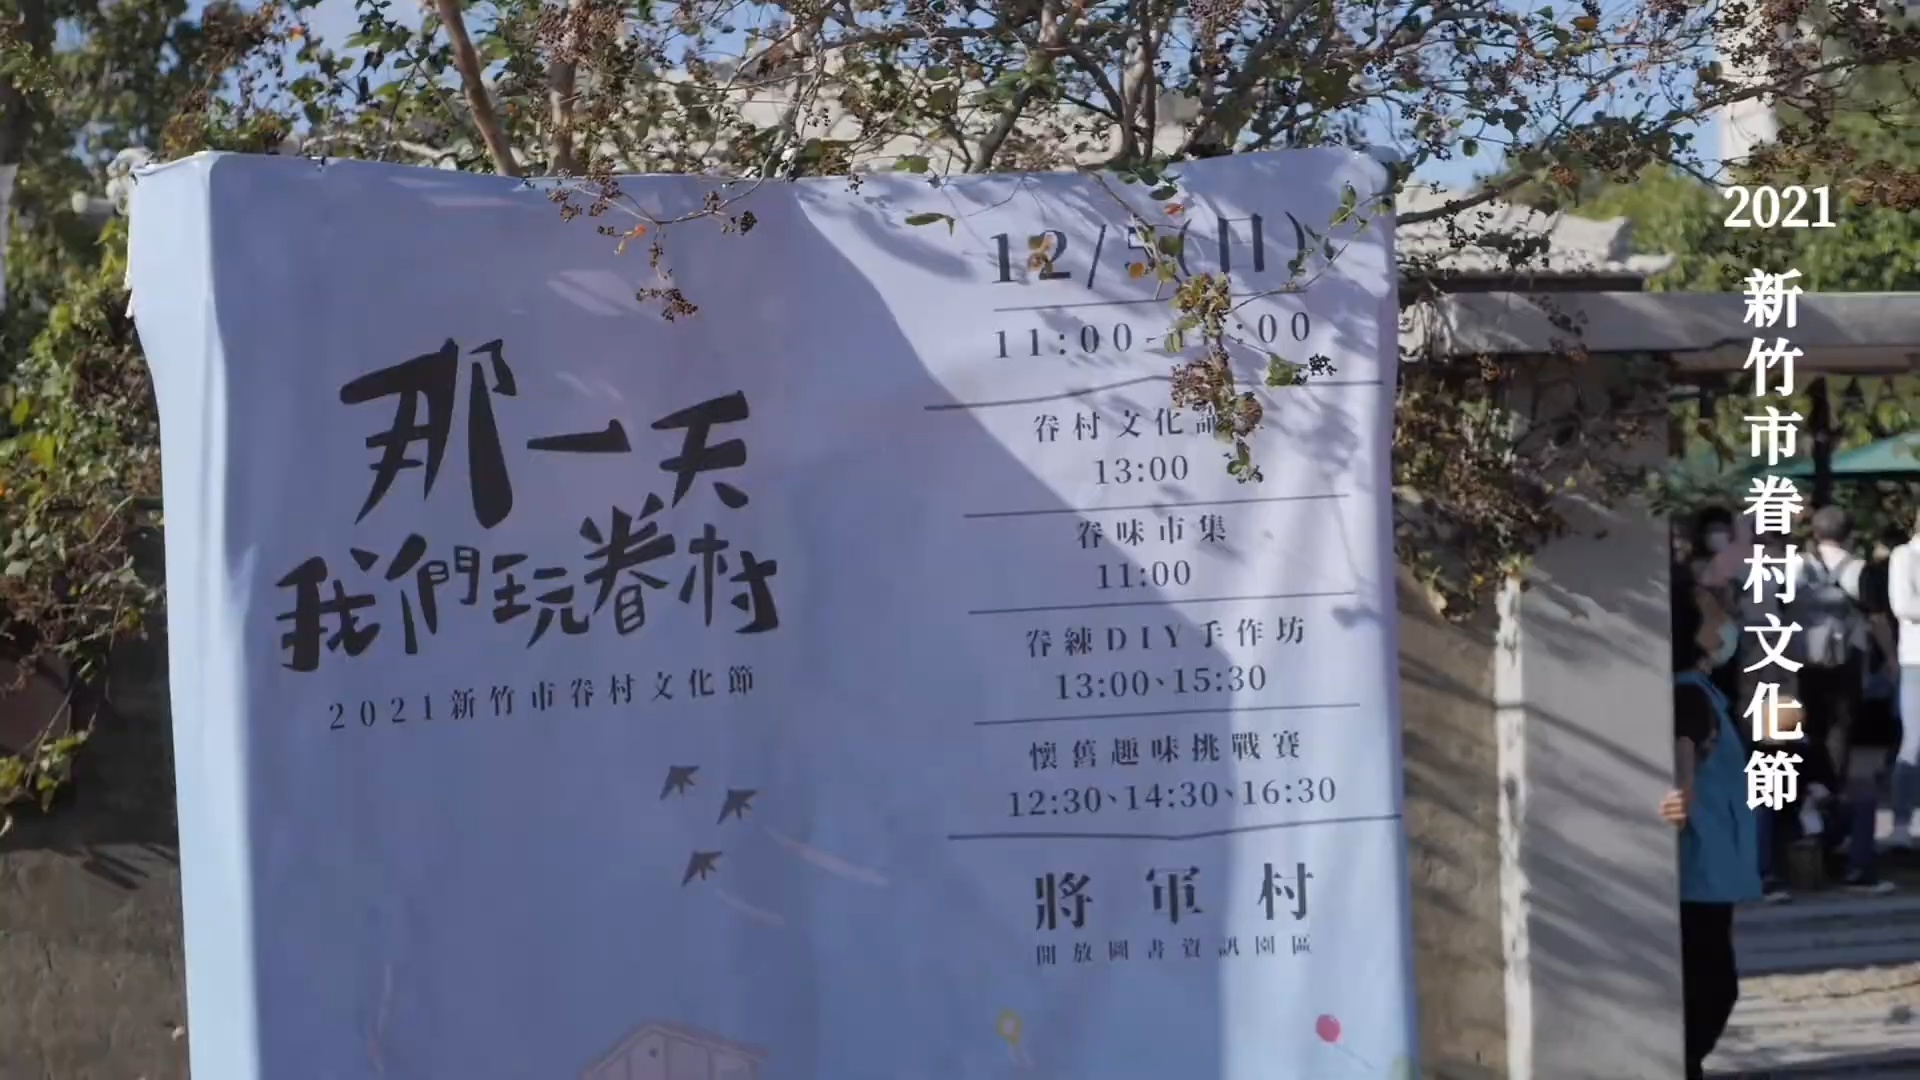 那一天
我們玩眷村
2021新竹市眷村文化節
12/5(日)
11:00-
:00
眷村文化
13:00
眷味市集
11:00
眷練DIY手作坊
13:00、15:30
懷舊趣味挑戰賽
12:30、14:30、16:30
將軍村
開放圖書資訊園區
2021
新竹市眷村文化節